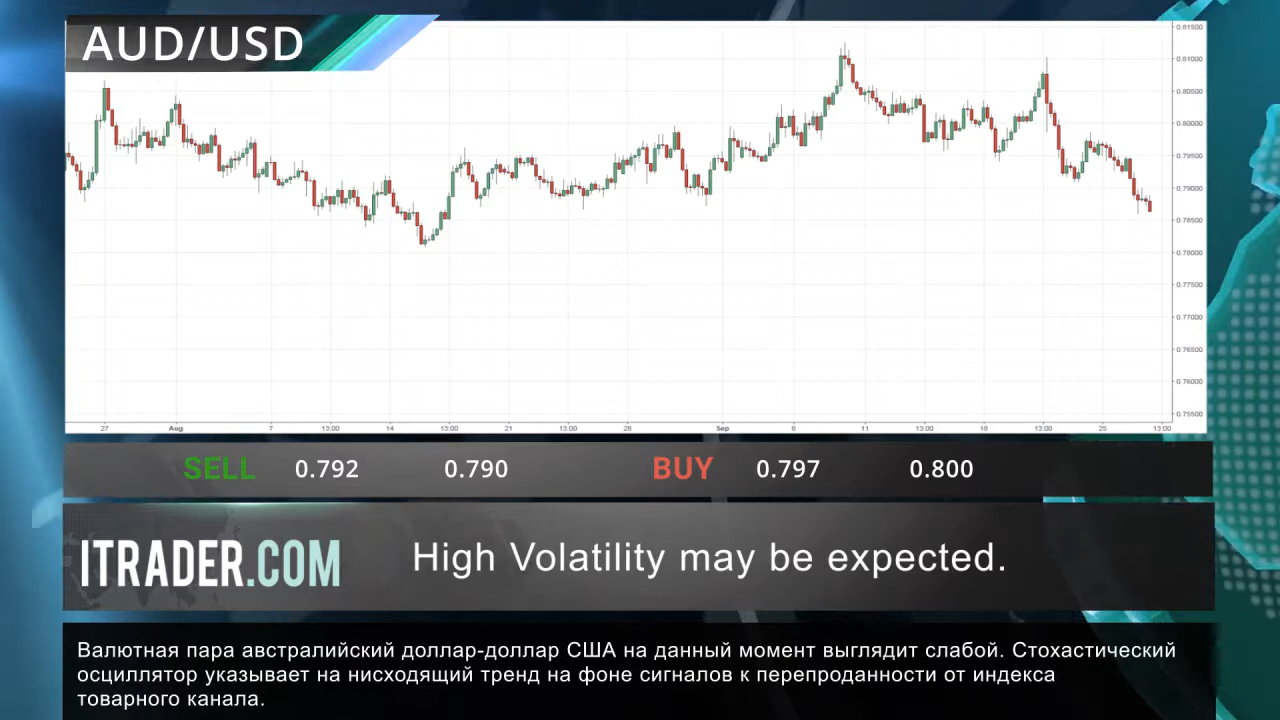 AUD/USD
0.81500
0.81000
0.80500
0.80000
0.79500
0.79000
0.78500
0.78000
0.77500
0.77000
0.76500
0.76000
0.75500
27 Aug 7 13:00 14 13:00 21 13:00 28 Sep 6 11 13:00 18 13:00 25 13:00
SELL 0.792 0.790 BUY 0.797 0.800
ITRADER.COM High Volatility may be expected.
Валютная пара австралийский доллар-доллар США на данный момент выглядит слабой. Стохастический
осциллятор указывает на нисходящий тренд на фоне сигналов к перепроданности от индекса
товарного канала.